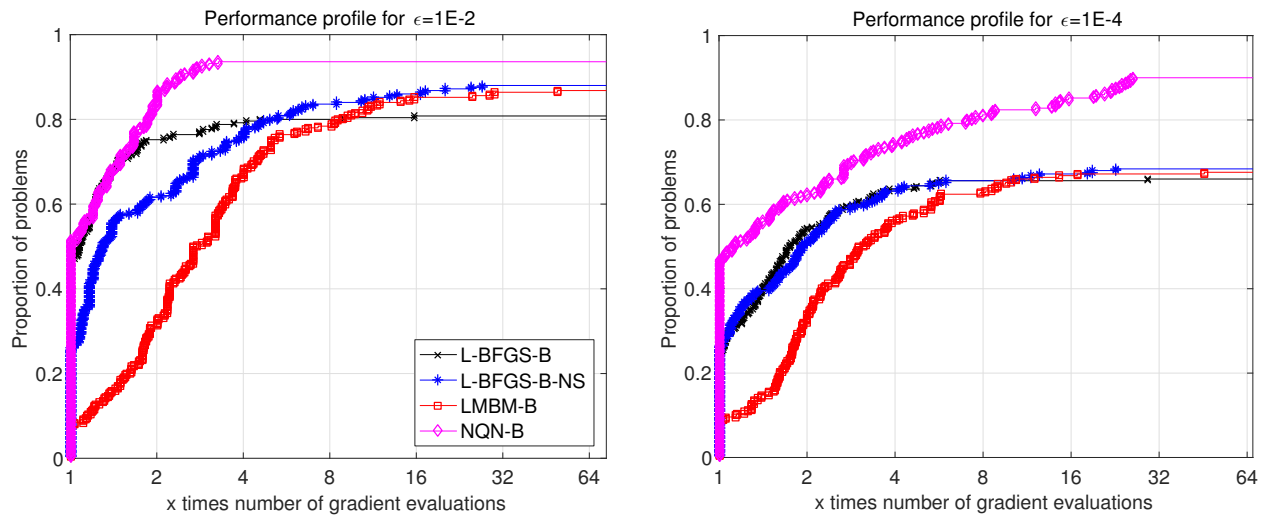 Performance profile for ϵ=1E-2
Proportion of problems
1
0.8
0.6
0.4
0.2
0
1 2 4 8 16 32 64
x times number of gradient evaluations
L-BFGS-B
L-BFGS-B-NS
LMBM-B
NQN-B
Performance profile for ϵ=1E-4
Proportion of problems
1
0.8
0.6
0.4
0.2
0
1 2 4 8 16 32 64
x times number of gradient evaluations